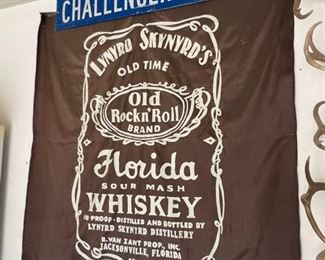 CHALLENGER
LYNYRD SKYNYRD'S
OLD TIME
Old
Rock n' Roll
BRAND
Florida
SOUR MASH
WHISKEY
PROOF · DISTILLED AND BOTTLED BY
LYNYRD SKYNYRD DISTILLERY
R. VAN ZANT PROP., INC.
JACKSONVILLE, FLORIDA